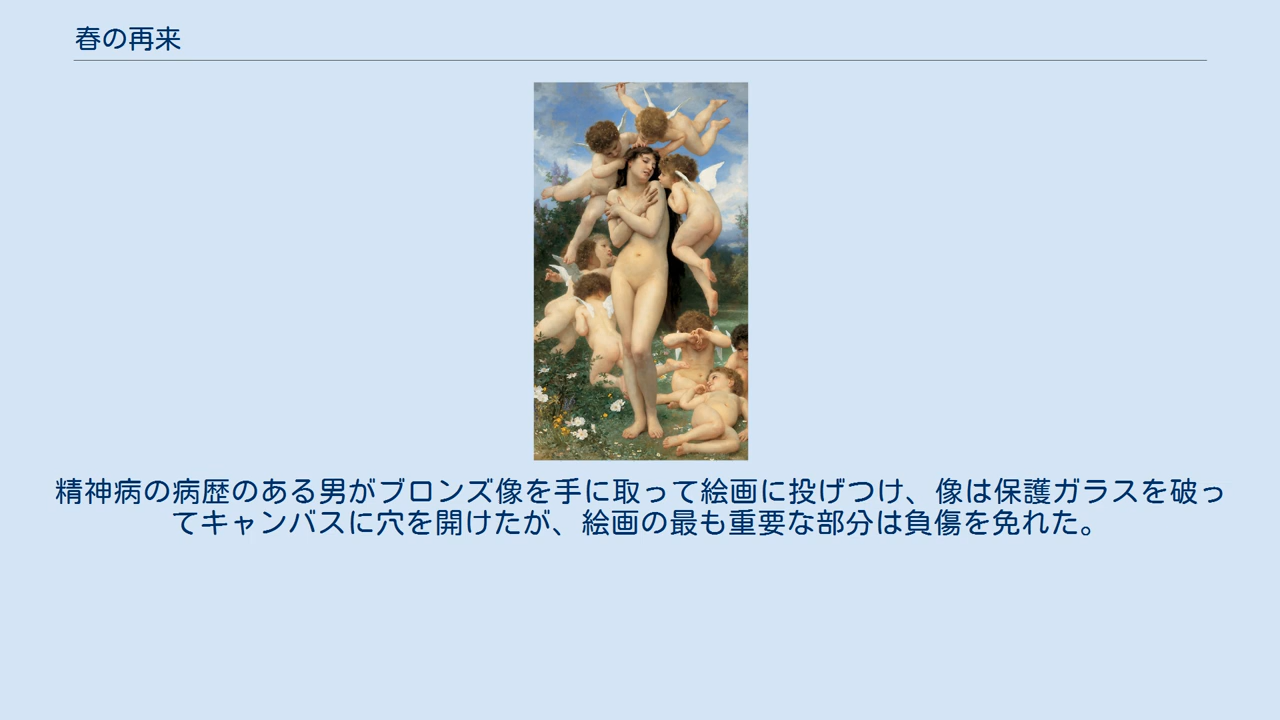 春の再来
精神病の病歴のある男がブロンズ像を手に取って絵画に投げつけ、像は保護ガラスを破っ
てキャンバスに穴を開けたが、絵画の最も重要な部分は負傷を免れた。